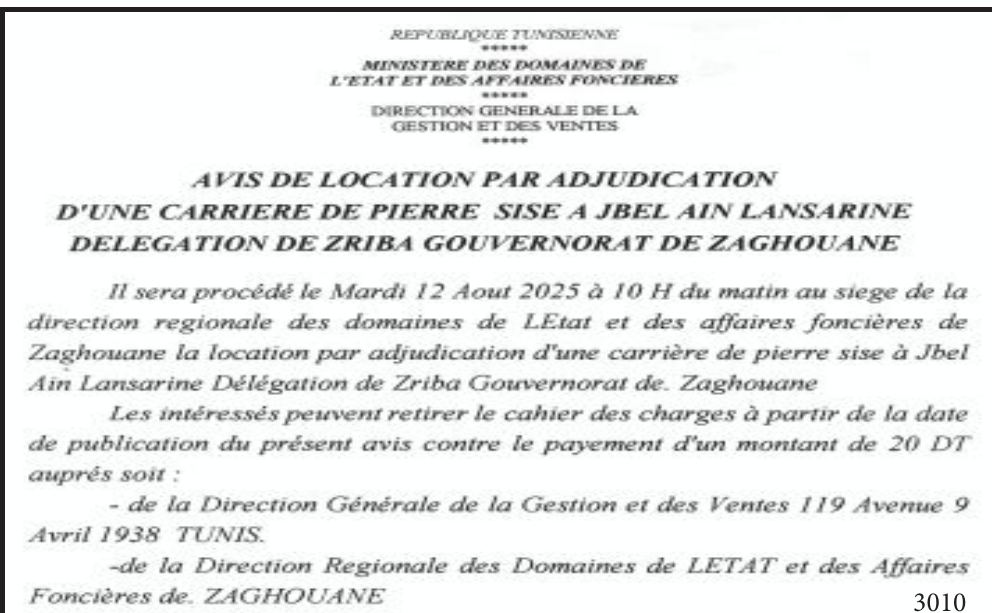 REPUBLIQUE TUNISIENNE
*****
MINISTERE DES DOMAINES DE
L'ETAT ET DES AFFAIRES FONCIERES
*****
DIRECTION GENERALE DE LA
GESTION ET DES VENTES
*****
AVIS DE LOCATION PAR ADJUDICATION
D'UNE CARRIERE DE PIERRE SISE A JBEL AIN LANSARINE
DELEGATION DE ZRIBA GOUVERNORAT DE ZAGHOUANE
Il sera procédé le Mardi 12 Aout 2025 à 10 H du matin au siege de la
direction regionale des domaines de LEtat et des affaires foncières de
Zaghouane la location par adjudication d'une carrière de pierre sise à Jbel
Ain Lansarine Délégation de Zriba Gouvernorat de. Zaghouane
Les intéressés peuvent retirer le cahier des charges à partir de la date
de publication du présent avis contre le payement d'un montant de 20 DT
auprés soit :
- de la Direction Générale de la Gestion et des Ventes 119 Avenue 9
Avril 1938 TUNIS.
-de la Direction Regionale des Domaines de LETAT et des Affaires
Foncières de. ZAGHOUANE
3010